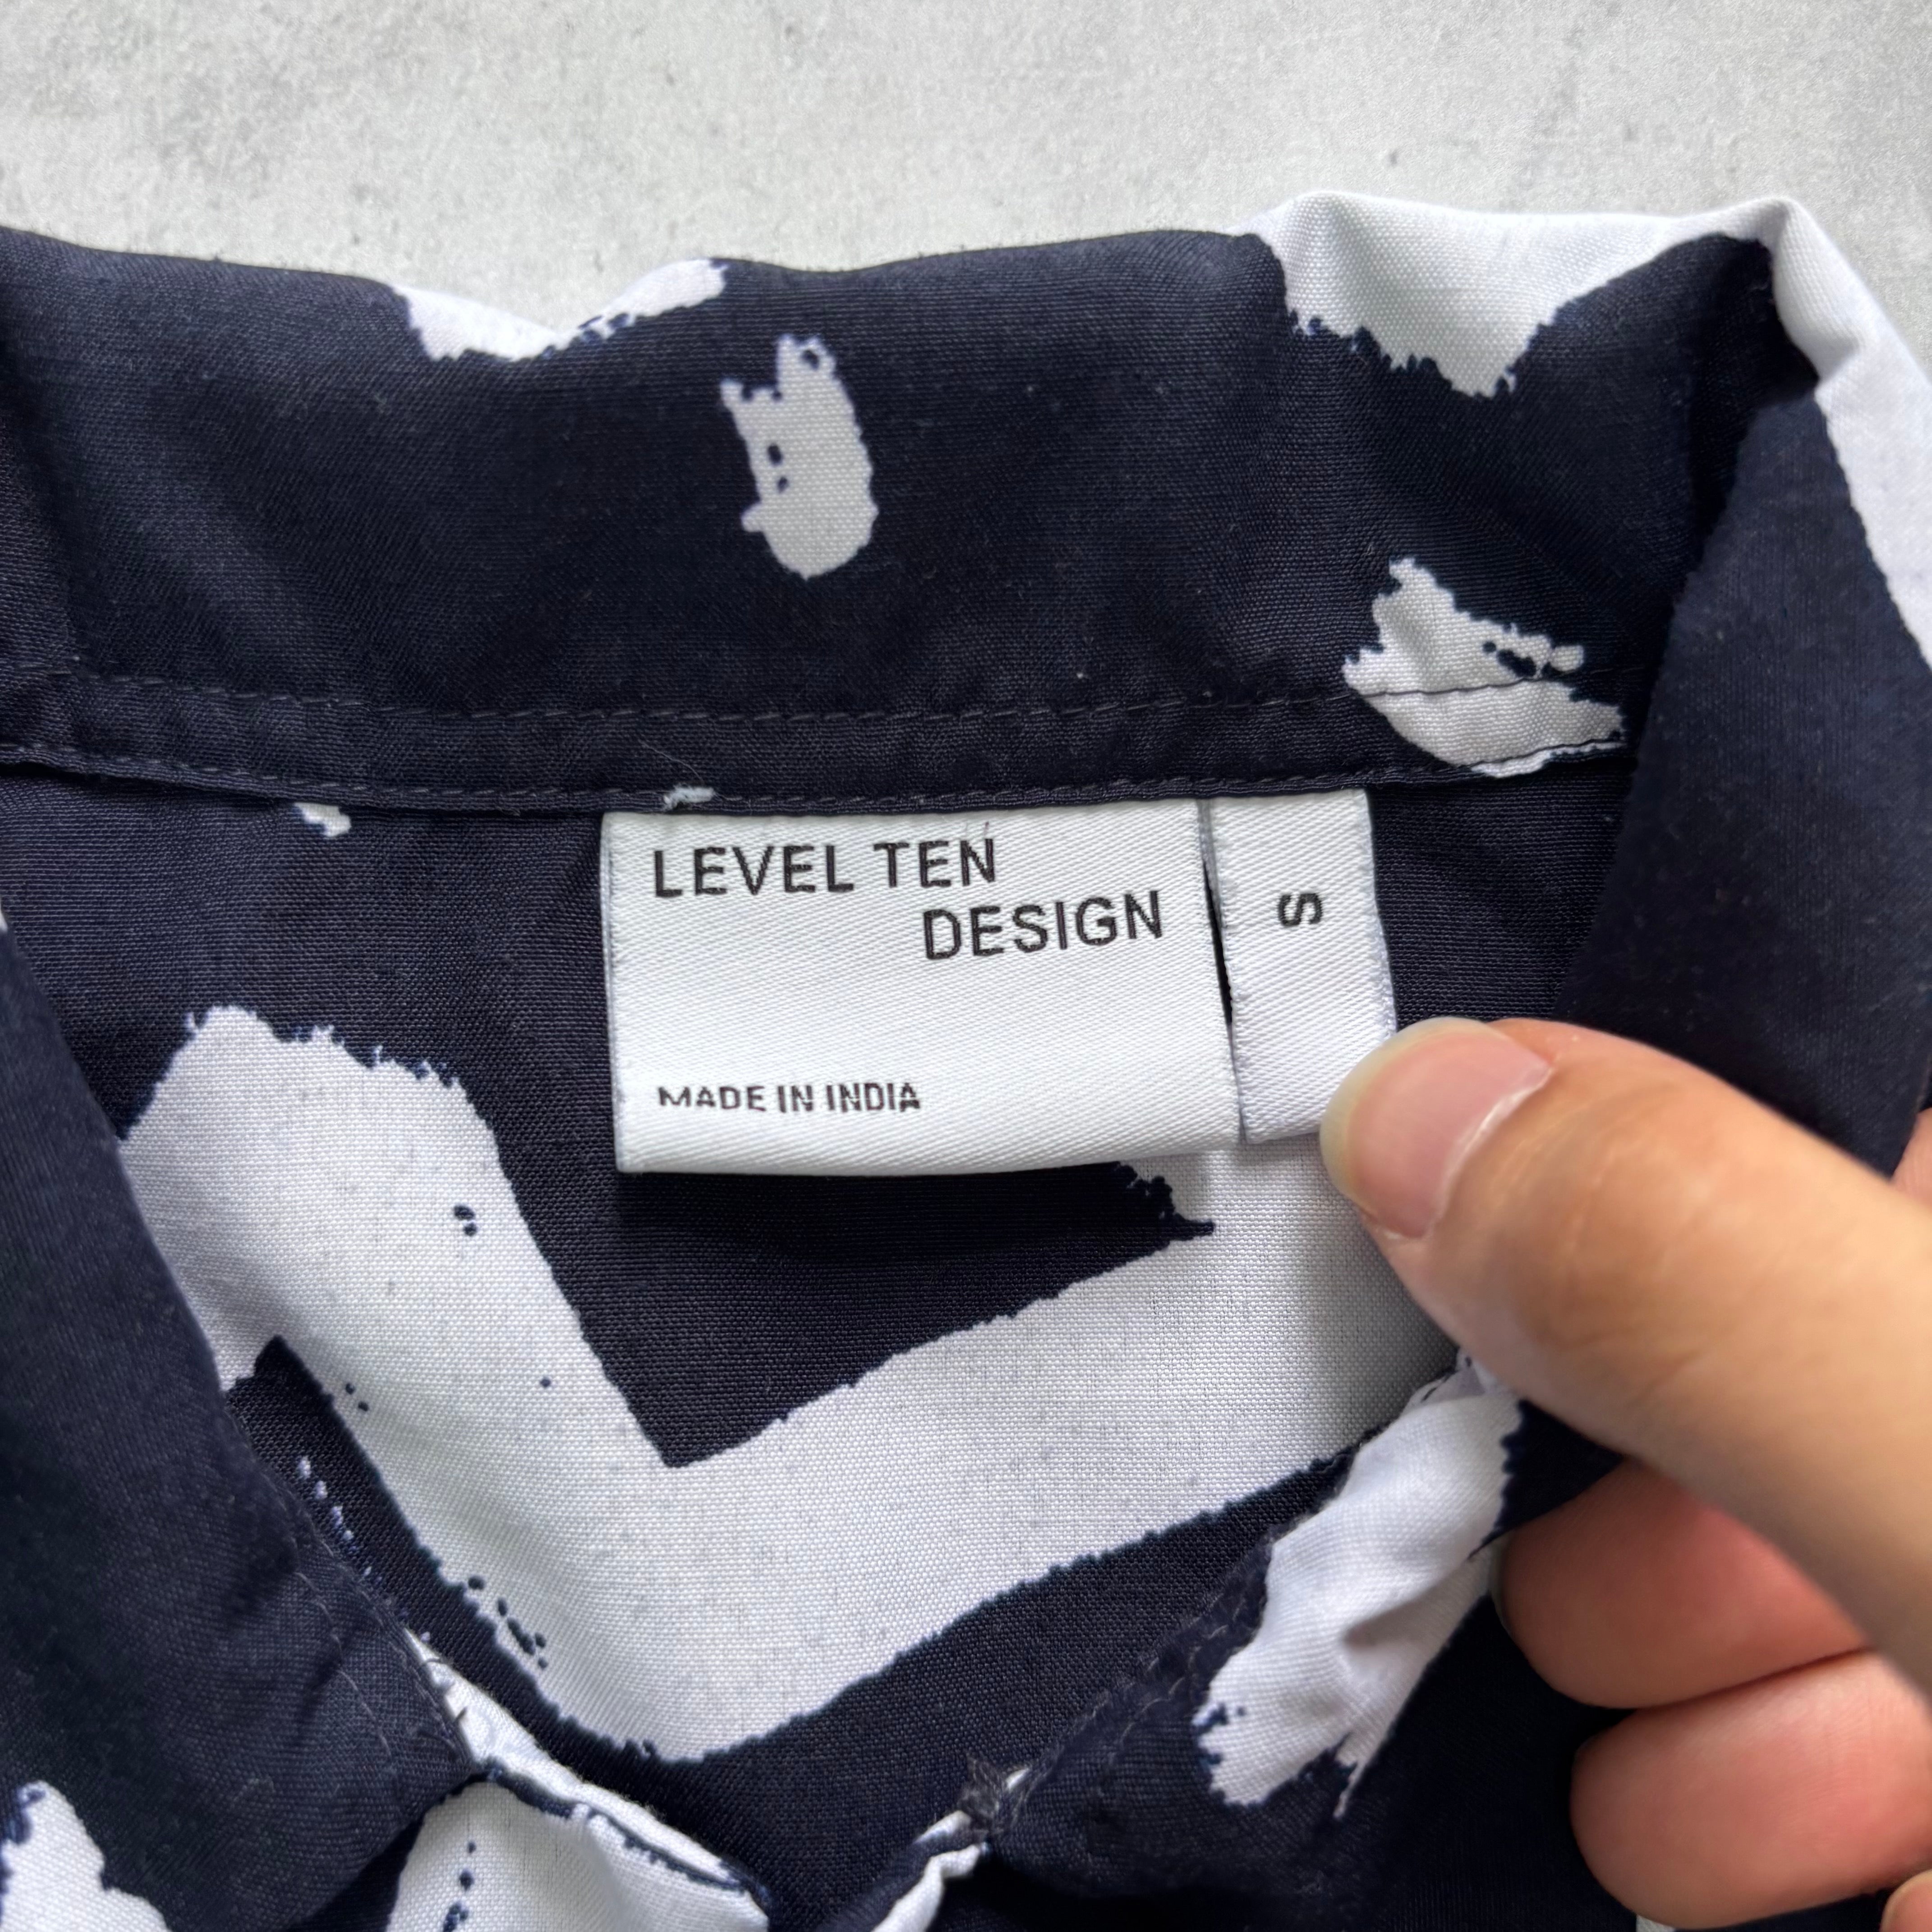 LEVEL TEN
DESIGN
S
MADE IN INDIA